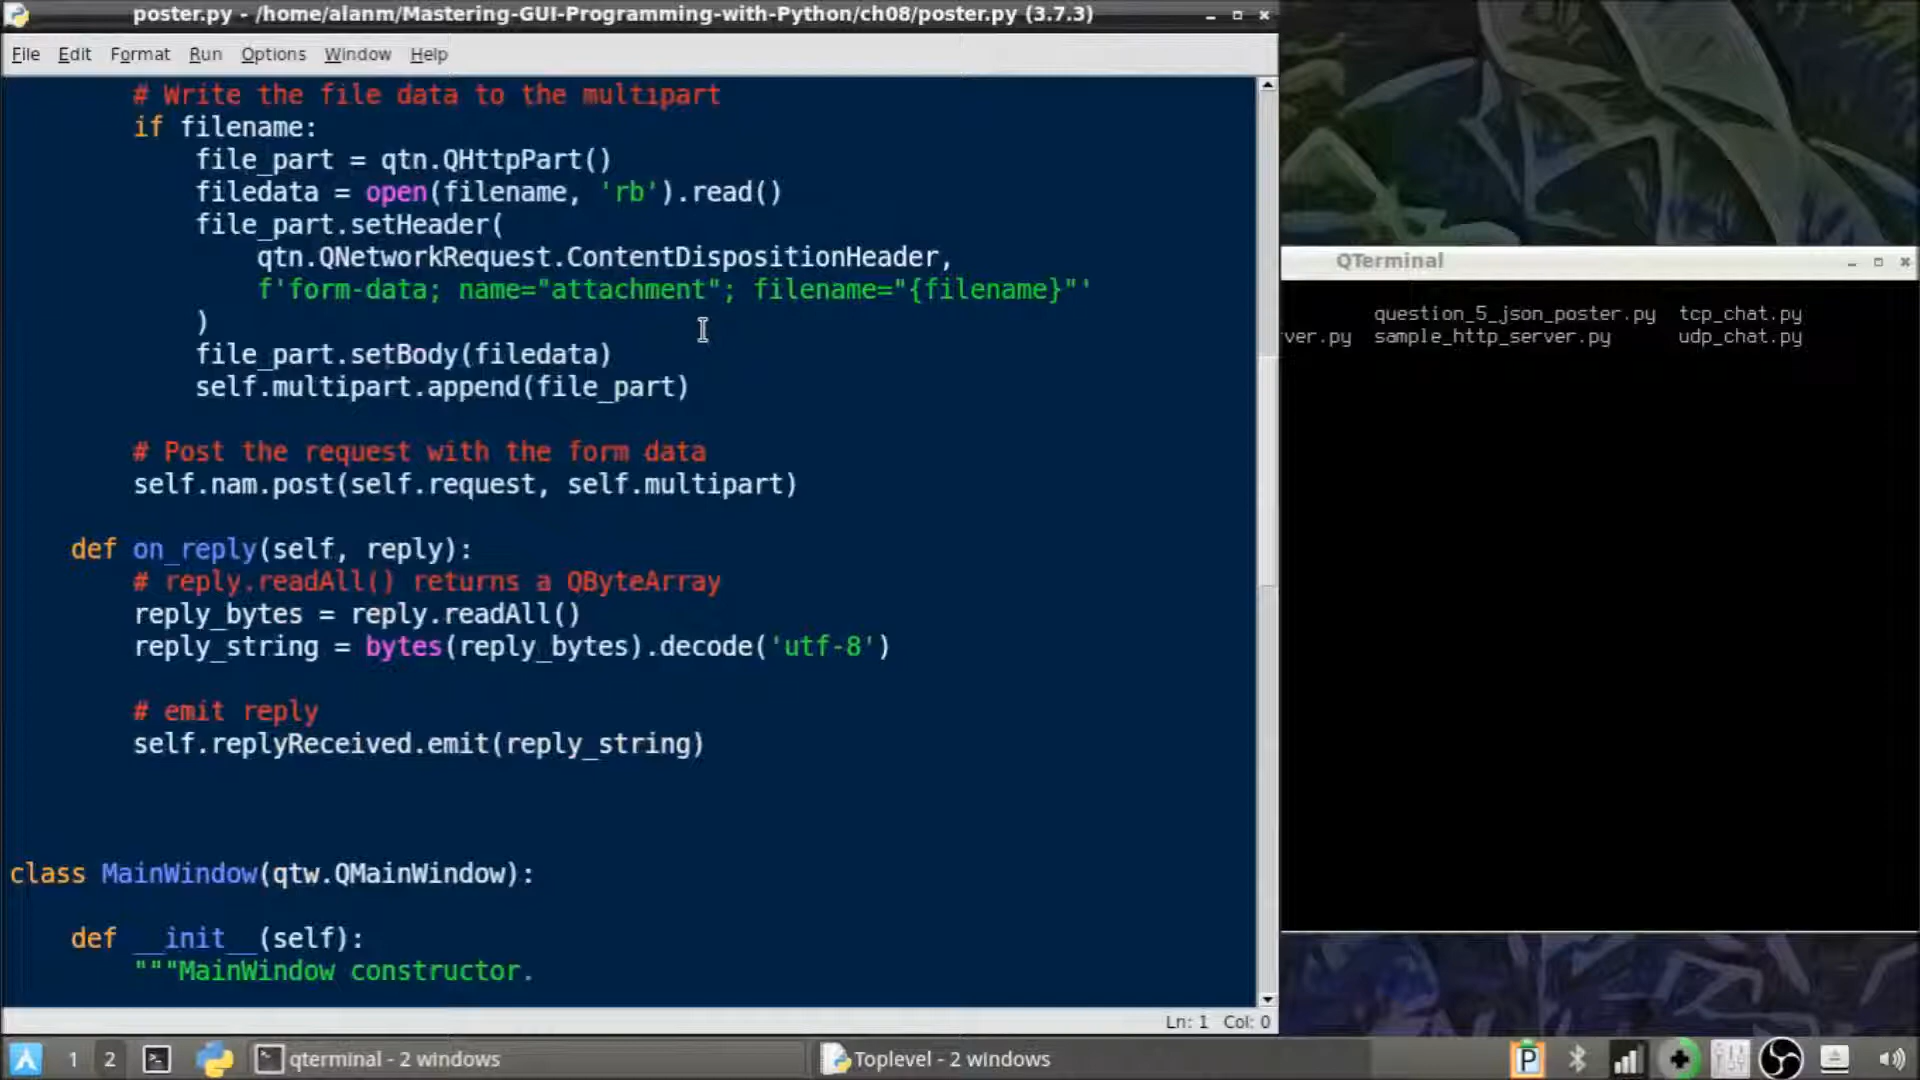 poster.py - /home/alanm/Mastering-GUI-Programming-with-Python/ch08/poster.py (3.7.3)
File Edit Format Run Options Window Help
# Write the file data to the multipart
if filename:
file_part = qtn.QHttpPart()
filedata = open(filename, 'rb').read()
file_part.setHeader(
qtn.QNetworkRequest.ContentDispositionHeader,
f'form-data; name="attachment"; filename="{filename}"'
)
file_part.setBody(filedata)
self.multipart.append(file_part)
# Post the request with the form data
self.nam.post(self.request, self.multipart)
def on_reply(self, reply):
# reply.readAll() returns a QByteArray
reply_bytes = reply.readAll()
reply_string = bytes(reply_bytes).decode('utf-8')
# emit reply
self.replyReceived.emit(reply_string)
class MainWindow(qtw.QMainWindow):
def __init__(self):
"""MainWindow constructor.
Ln: 1 Col: 0
QTerminal
question_5_json_poster.py tcp_chat.py
ver.py sample_http_server.py udp_chat.py
1 2 qterminal - 2 windows Toplevel - 2 windows P